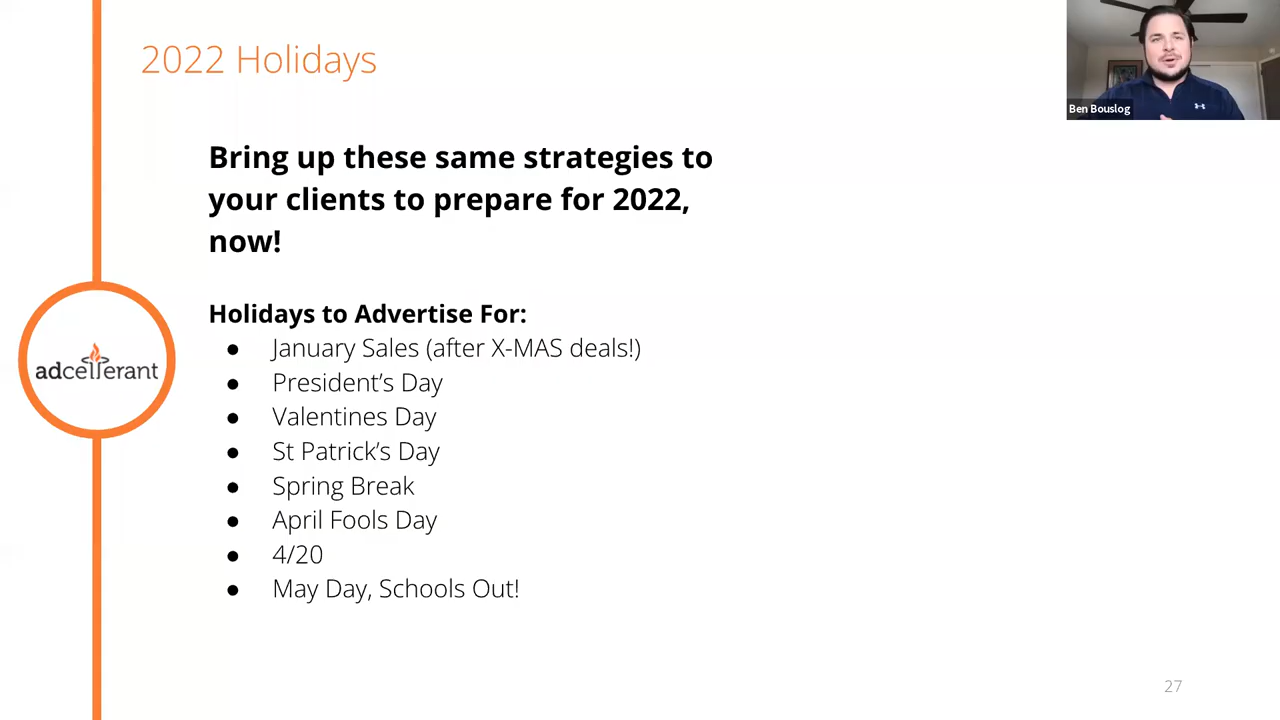 2022 Holidays
Ben Bouslog
Bring up these same strategies to
your clients to prepare for 2022,
now!
Holidays to Advertise For:
● January Sales (after X-MAS deals!)
● President’s Day
● Valentines Day
● St Patrick’s Day
● Spring Break
● April Fools Day
● 4/20
● May Day, Schools Out!
adcellerant
27